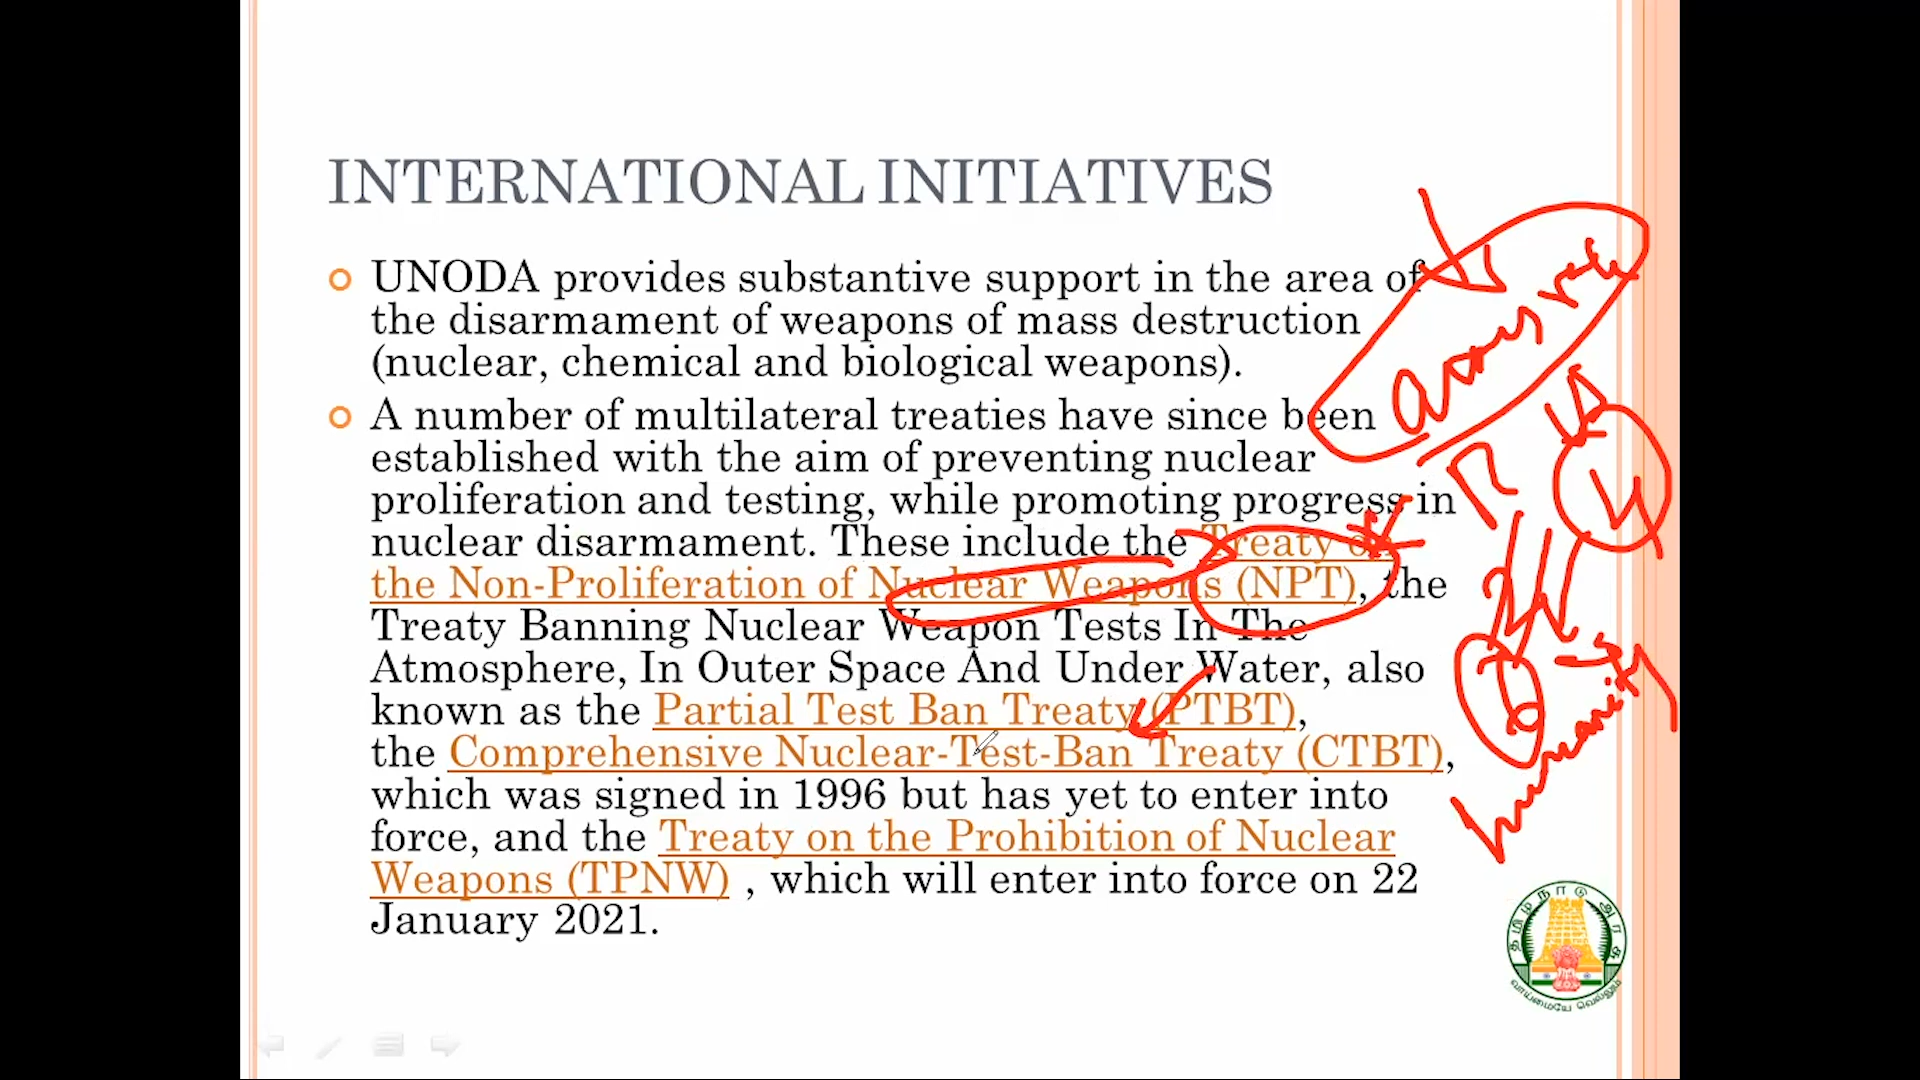 INTERNATIONAL INITIATIVES
UNODA provides substantive support in the area of
the disarmament of weapons of mass destruction
(nuclear, chemical and biological weapons).
A number of multilateral treaties have since been
established with the aim of preventing nuclear
proliferation and testing, while promoting progress in
nuclear disarmament. These include the Treaty on
the Non-Proliferation of Nuclear Weapons (NPT), the
Treaty Banning Nuclear Weapon Tests In The
Atmosphere, In Outer Space And Under Water, also
known as the Partial Test Ban Treaty (PTBT),
the Comprehensive Nuclear-Test-Ban Treaty (CTBT),
which was signed in 1996 but has yet to enter into
force, and the Treaty on the Prohibition of Nuclear
Weapons (TPNW) , which will enter into force on 22
January 2021.
arms
humanity
தமிழ்நாடு அரசு
வாய்மையே வெல்லும்